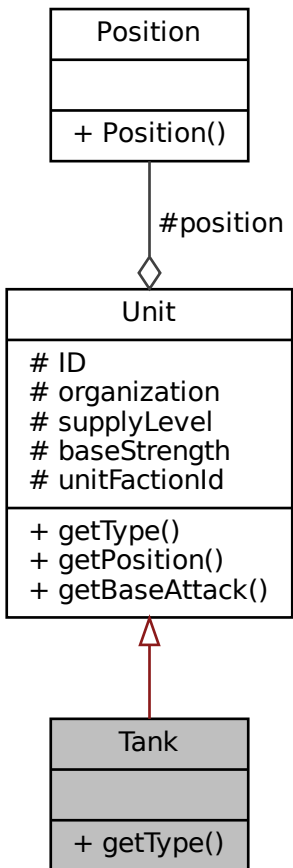 Position
+ Position()
#position
Unit
# ID
# organization
# supplyLevel
# baseStrength
# unitFactionId
+ getType()
+ getPosition()
+ getBaseAttack()
Tank
+ getType()